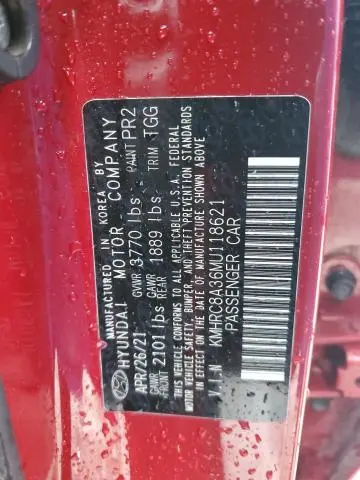 MANUFACTURED IN KOREA BY
HYUNDAI MOTOR COMPANY
APR/26/21 GVWR 3770 lbs PAINT PR2
GAWR FRONT 2101 lbs GAWR REAR 1889 lbs TRIM TGG
THIS VEHICLE CONFORMS TO ALL APPLICABLE U.S.A. FEDERAL
MOTOR VEHICLE SAFETY, BUMPER, AND THEFT PREVENTION STANDARDS
IN EFFECT ON THE DATE OF MANUFACTURE SHOWN ABOVE.
V.I.N : KMHRC8A36MU118621
PASSENGER CAR